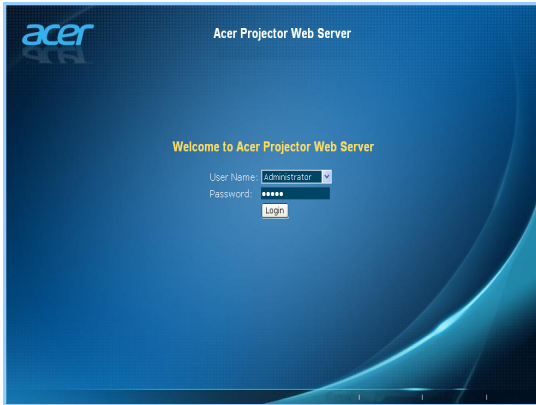 acer
Acer Projector Web Server
Welcome to Acer Projector Web Server
User Name: Administrator
Password: •••••
Login